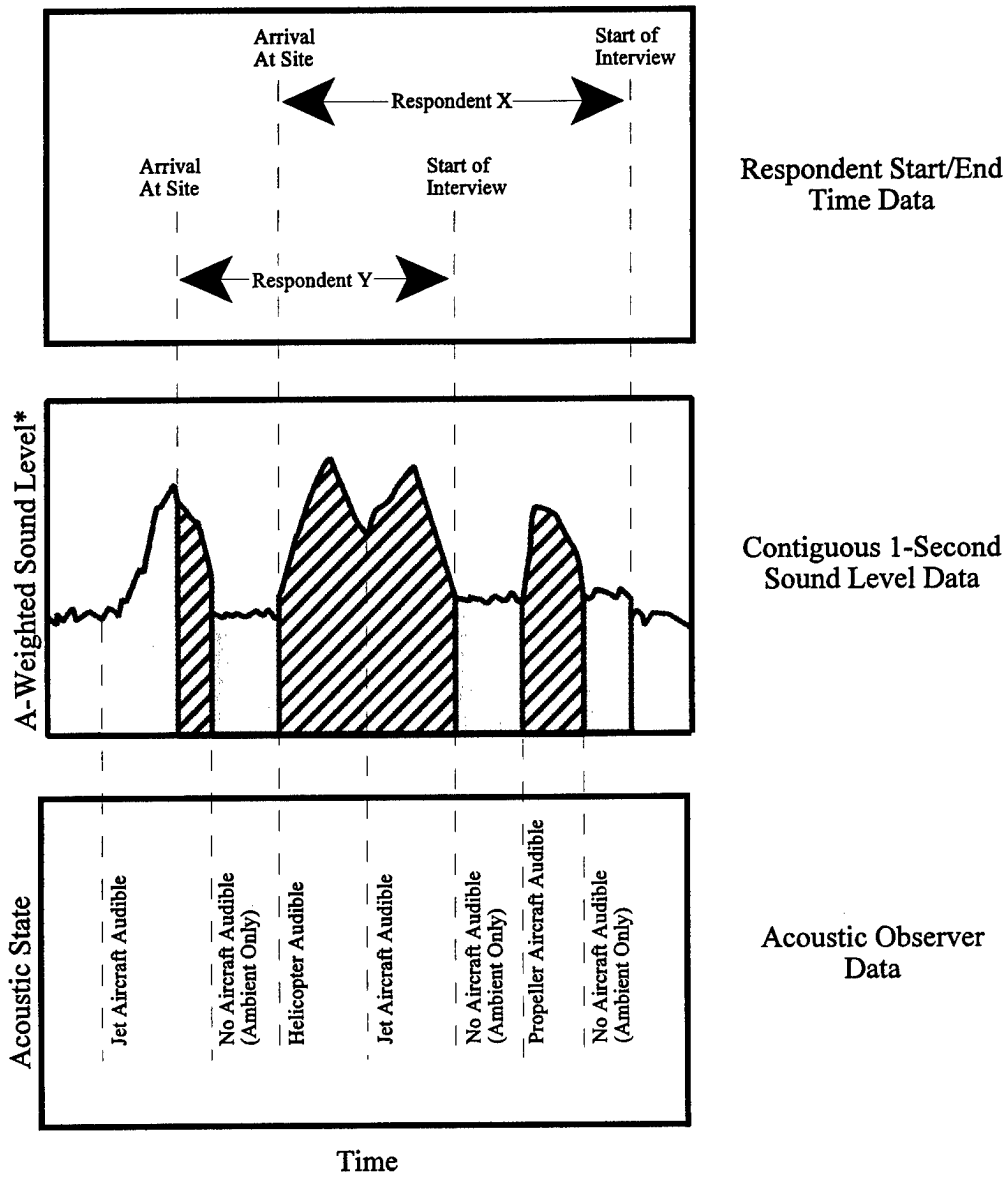 Arrival
At Site
Start of
Interview
Respondent X
Arrival
At Site
Start of
Interview
Respondent Y
Respondent Start/End
Time Data
A-Weighted Sound Level*
Contiguous 1-Second
Sound Level Data
Acoustic State
Jet Aircraft Audible
No Aircraft Audible
(Ambient Only)
Helicopter Audible
Jet Aircraft Audible
No Aircraft Audible
(Ambient Only)
Propeller Aircraft Audible
No Aircraft Audible
(Ambient Only)
Acoustic Observer
Data
Time